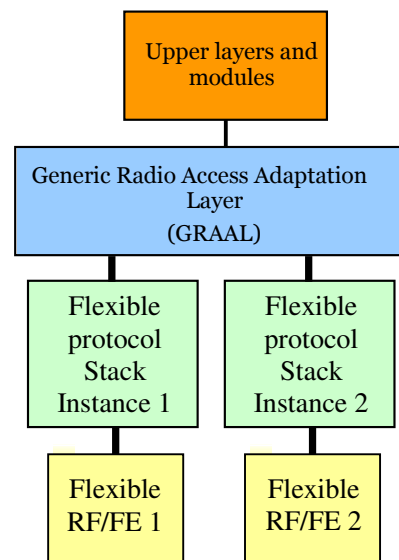 Upper layers and
modules
Generic Radio Access Adaptation
Layer
(GRAAL)
Flexible
protocol
Stack
Instance 1
Flexible
protocol
Stack
Instance 2
Flexible
RF/FE 1
Flexible
RF/FE 2